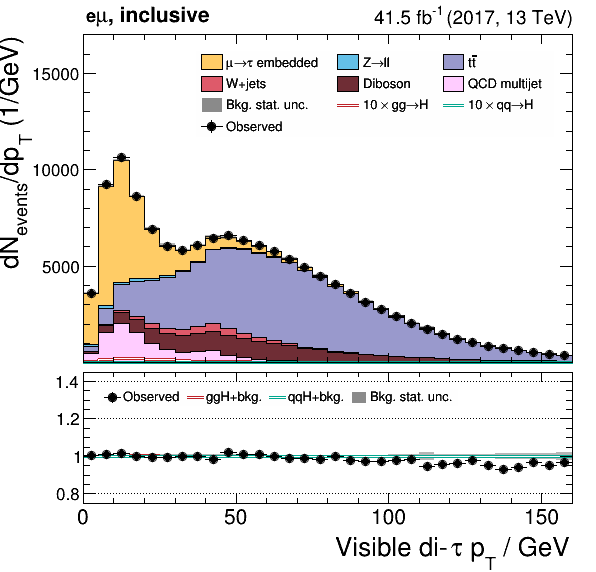 eμ, inclusive 41.5 fb⁻¹ (2017, 13 TeV)
dN_events/dp_T (1/GeV)
15000
10000
5000
μ→τ embedded Z→ll tt̄
W+jets Diboson QCD multijet
Bkg. stat. unc. 10 × gg→H 10 × qq→H
Observed
1.4
1.2
1
0.8
Observed ggH+bkg. qqH+bkg. Bkg. stat. unc.
0 50 100 150
Visible di-τ p_T / GeV